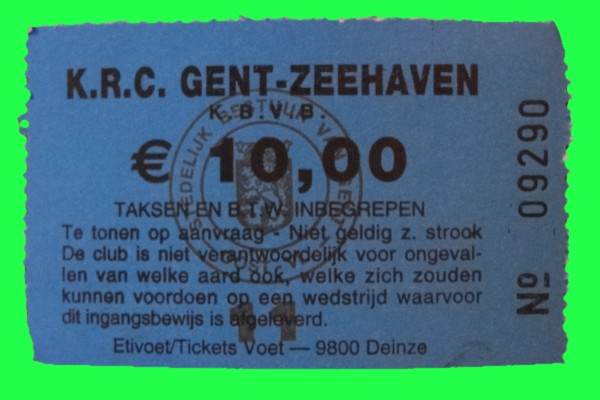 K.R.C. GENT-ZEEHAVEN
K.B.V.B.
€ 10,00
TAKSEN EN B.T.W. INBEGREPEN
Te tonen op aanvraag - Niet geldig z. strook
De club is niet verantwoordelijk voor ongeval-
len van welke aard ook, welke zich zouden
kunnen voordoen op een wedstrijd waarvoor
dit ingangsbewijs is afgeleverd.
11
Etivoet/Tickets Voet — 9800 Deinze
Nº 09290